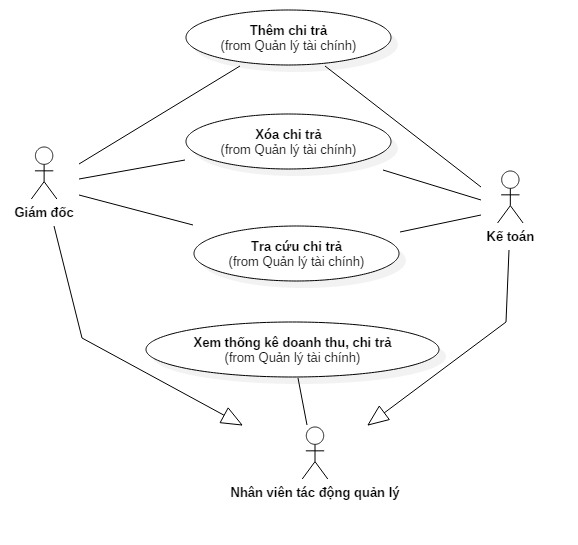 Thêm chi trả
(from Quản lý tài chính)
Xóa chi trả
(from Quản lý tài chính)
Giám đốc
Kế toán
Tra cứu chi trả
(from Quản lý tài chính)
Xem thống kê doanh thu, chi trả
(from Quản lý tài chính)
Nhân viên tác động quản lý